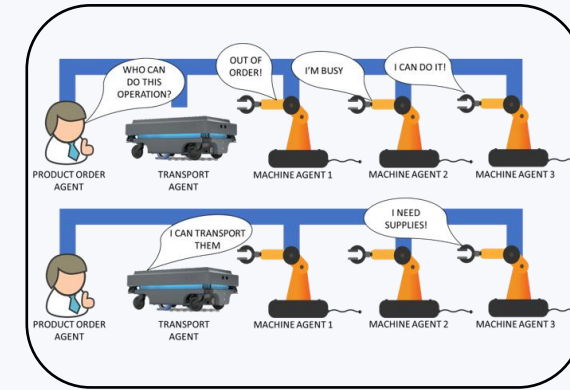 WHO CAN
DO THIS
OPERATION?
OUT OF
ORDER!
I'M BUSY
I CAN DO IT!
PRODUCT ORDER
AGENT
TRANSPORT
AGENT
MACHINE AGENT 1
MACHINE AGENT 2
MACHINE AGENT 3
I CAN TRANSPORT
THEM
I NEED
SUPPLIES!
PRODUCT ORDER
AGENT
TRANSPORT
AGENT
MACHINE AGENT 1
MACHINE AGENT 2
MACHINE AGENT 3